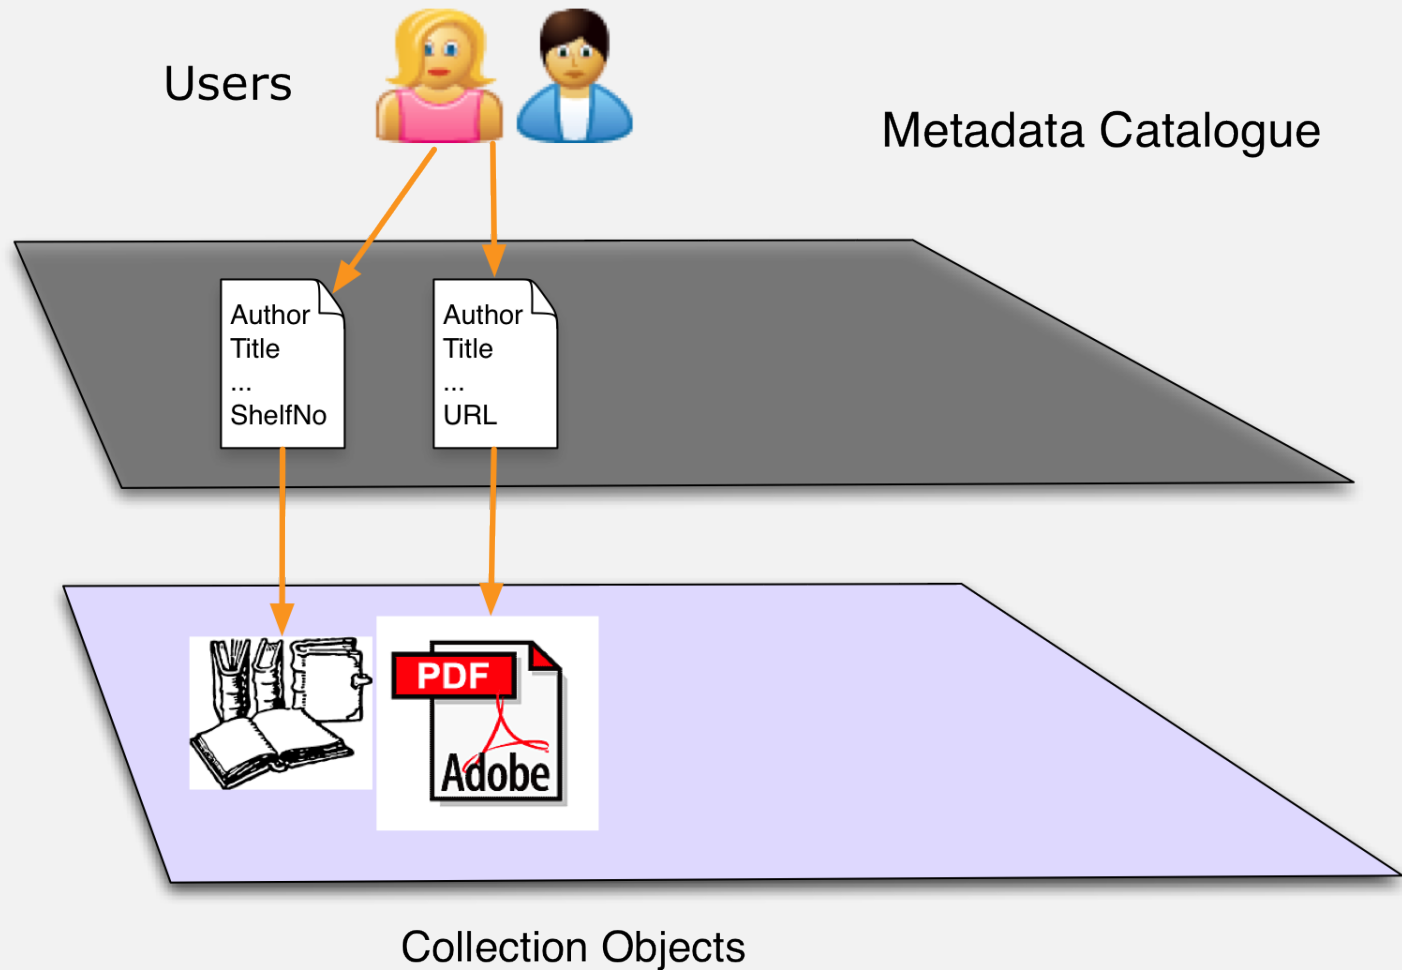 Users
Metadata Catalogue
Author
Title
...
ShelfNo
Author
Title
...
URL
PDF
Adobe
Collection Objects